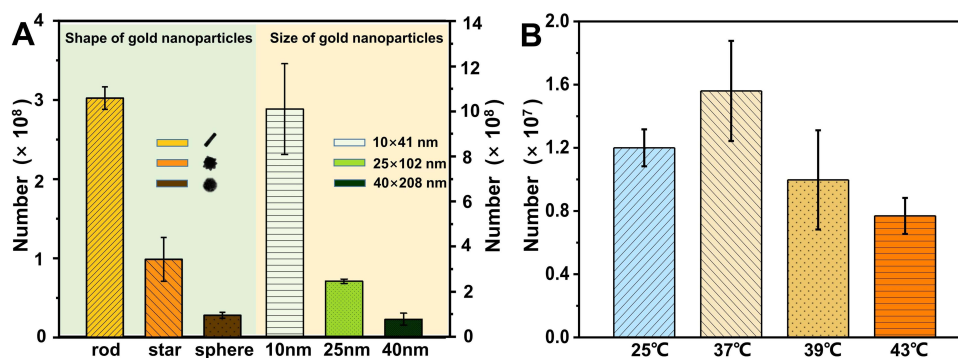 A
B
Shape of gold nanoparticles
Size of gold nanoparticles
Number (× 10⁸)
4
3
2
1
0
10×41 nm
25×102 nm
40×208 nm
rod star sphere 10nm 25nm 40nm
14
12
10
8
6
4
2
0
Number (× 10⁸)
Number (× 10⁷)
2.0
1.6
1.2
0.8
0.4
0.0
25℃ 37℃ 39℃ 43℃